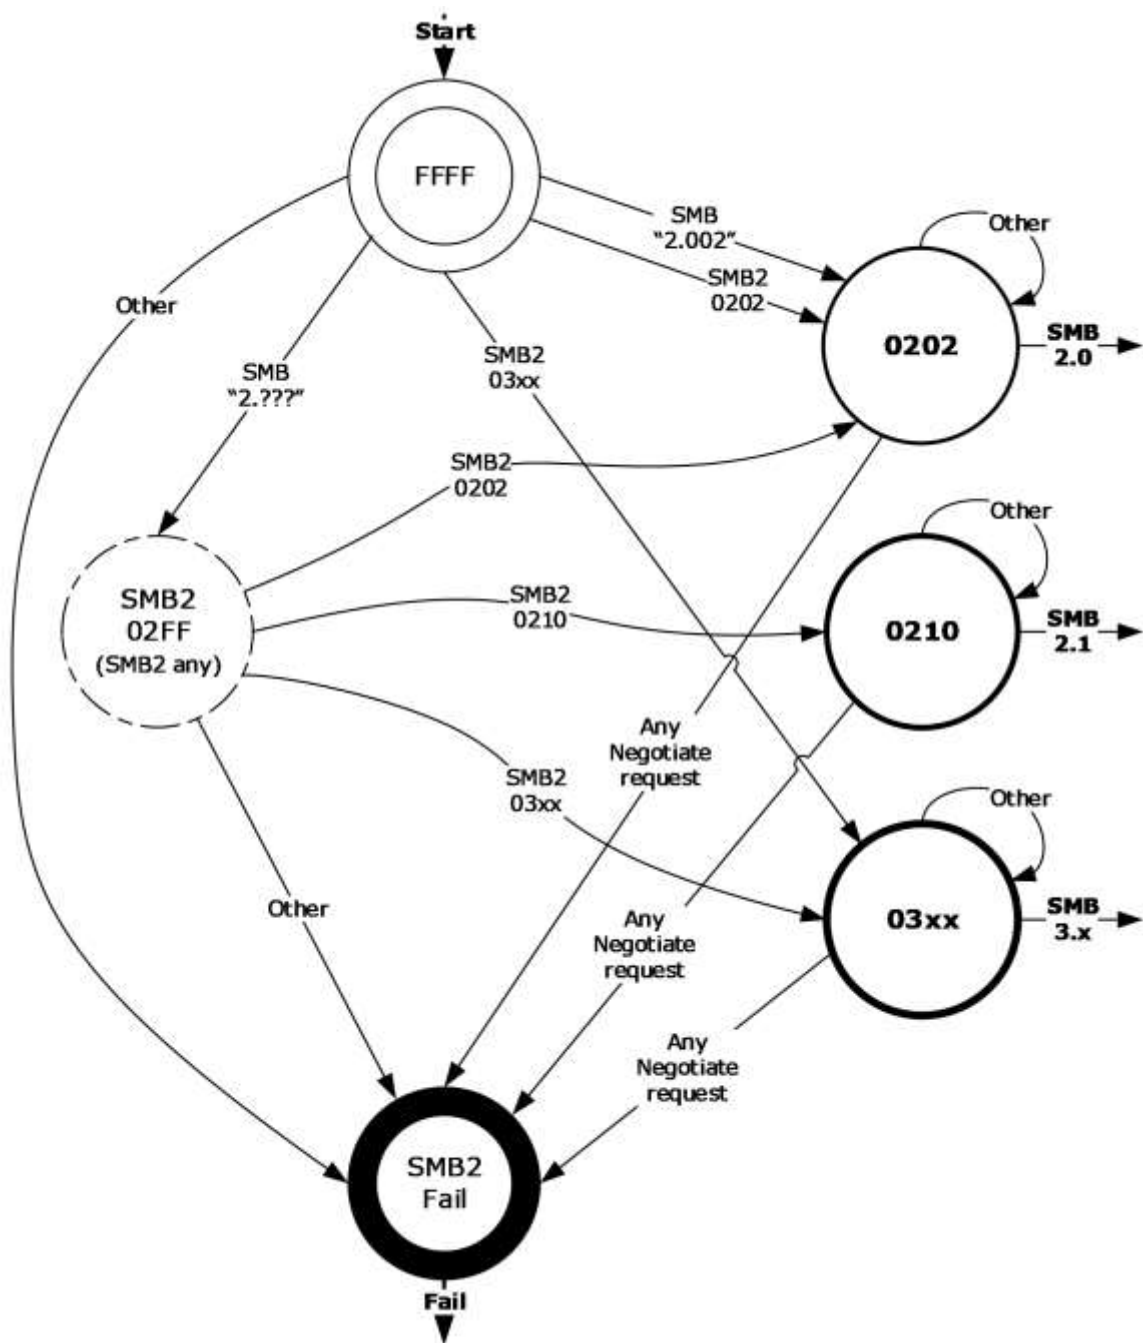 Start
FFFF
SMB
“2.002”
Other
SMB2
0202
Other
SMB2
03xx
0202
SMB
2.0
SMB
“2.???”
SMB2
0202
Other
SMB2
02FF
(SMB2 any)
SMB2
0210
0210
SMB
2.1
Any
Negotiate
request
SMB2
03xx
Other
Other
03xx
SMB
3.x
Any
Negotiate
request
Any
Negotiate
request
SMB2
Fail
Fail